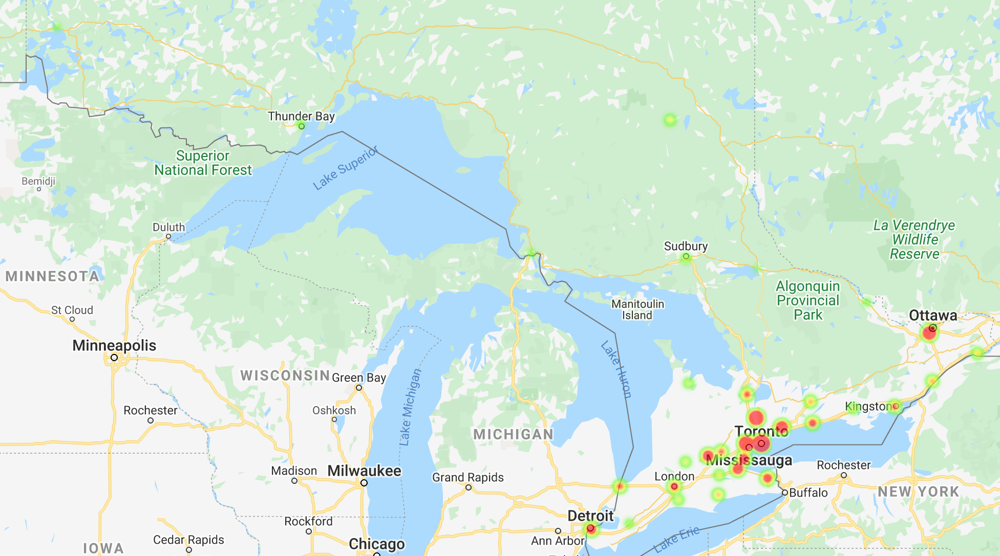 Thunder Bay
Superior
National Forest
Lake Superior
Bemidji
Duluth
La Verendrye
Wildlife
Reserve
Sudbury
MINNESOTA
Algonquin
Provincial
Park
Manitoulin
Island
St Cloud
Ottawa
Minneapolis
Lake Huron
WISCONSIN
Green Bay
Lake Michigan
Rochester
Oshkosh
Kingston
MICHIGAN
Toronto
Mississauga
Madison
Milwaukee
Grand Rapids
London
Rochester
Buffalo
NEW YORK
Detroit
Rockford
Ann Arbor
Lake Erie
Cedar Rapids
Chicago
IOWA